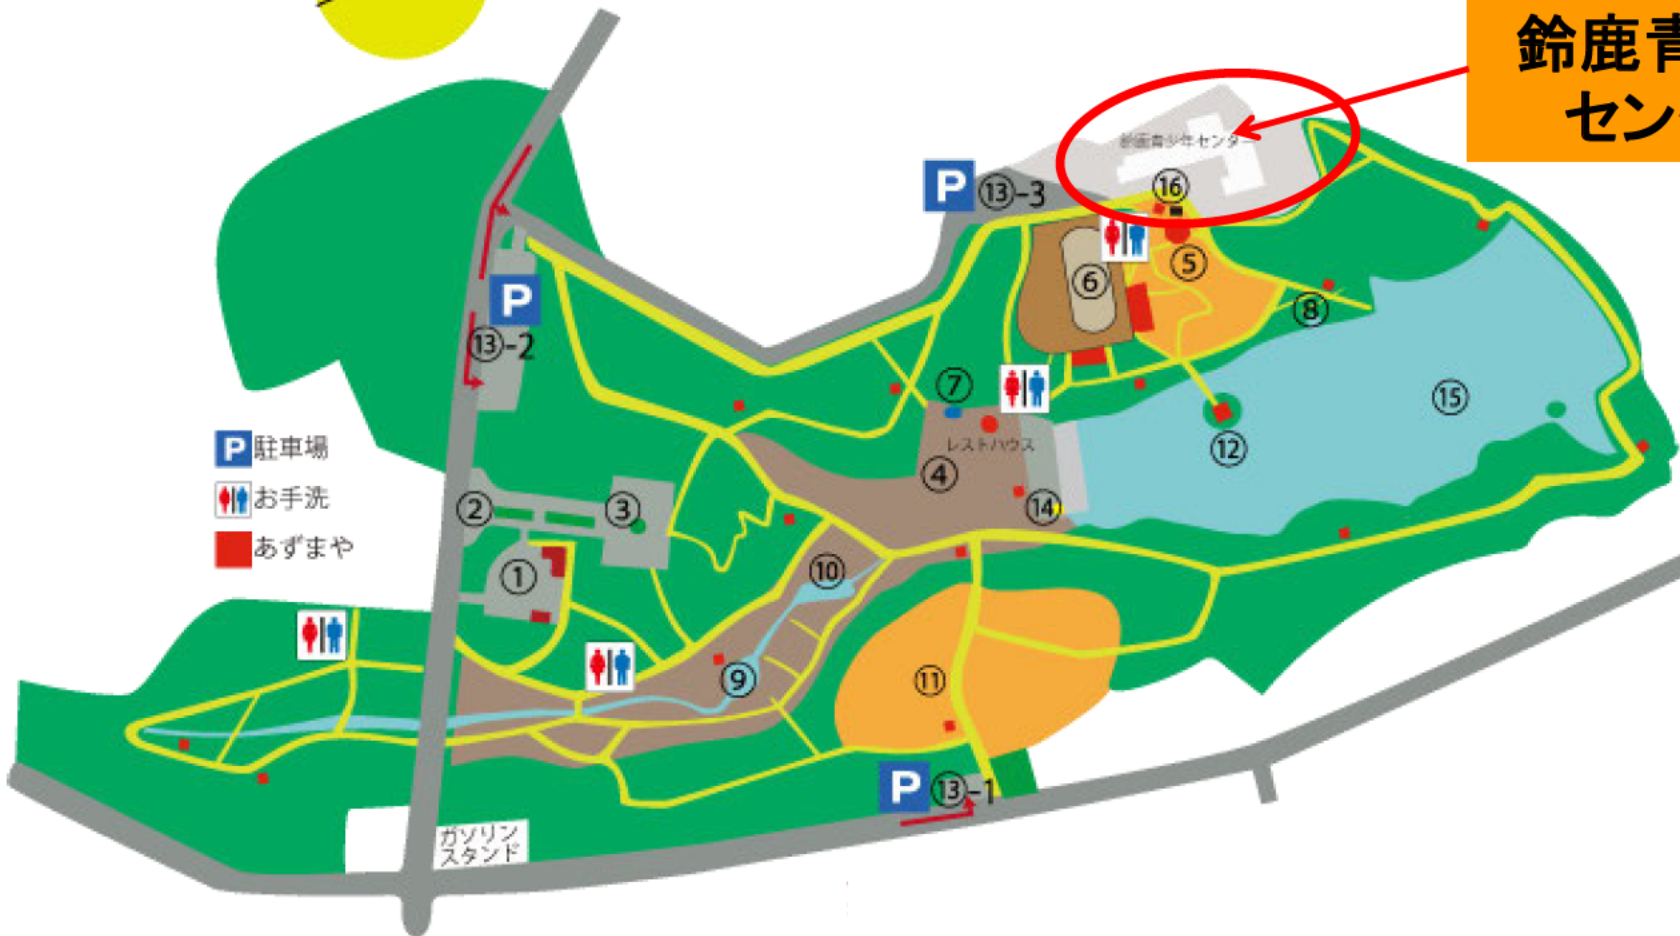 鈴鹿青
セン
鈴鹿青少年センター
⑯
P ⑬-3
⑤
⑥
⑧
P
⑬-2
⑦
⑮
レストハウス
⑫
④
P 駐車場
お手洗
あずまや
② ③
⑭
①
⑩
⑨
⑪
P ⑬-1
ガソリン
スタンド